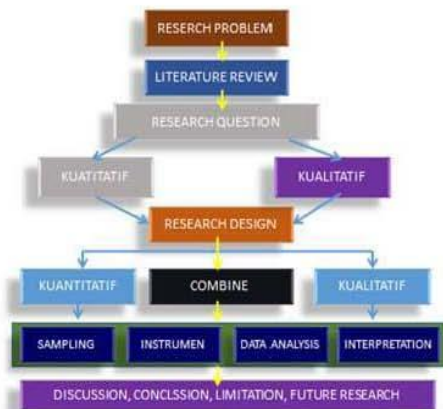 RESERCH PROBLEM
LITERATURE REVIEW
RESEARCH QUESTION
KUATITATIF
KUALITATIF
RESEARCH DESIGN
KUANTITATIF
COMBINE
KUALITATIF
SAMPLING
INSTRUMEN
DATA ANALYSIS
INTERPRETATION
DISCUSSION, CONCLSSION, LIMITATION, FUTURE RESEARCH